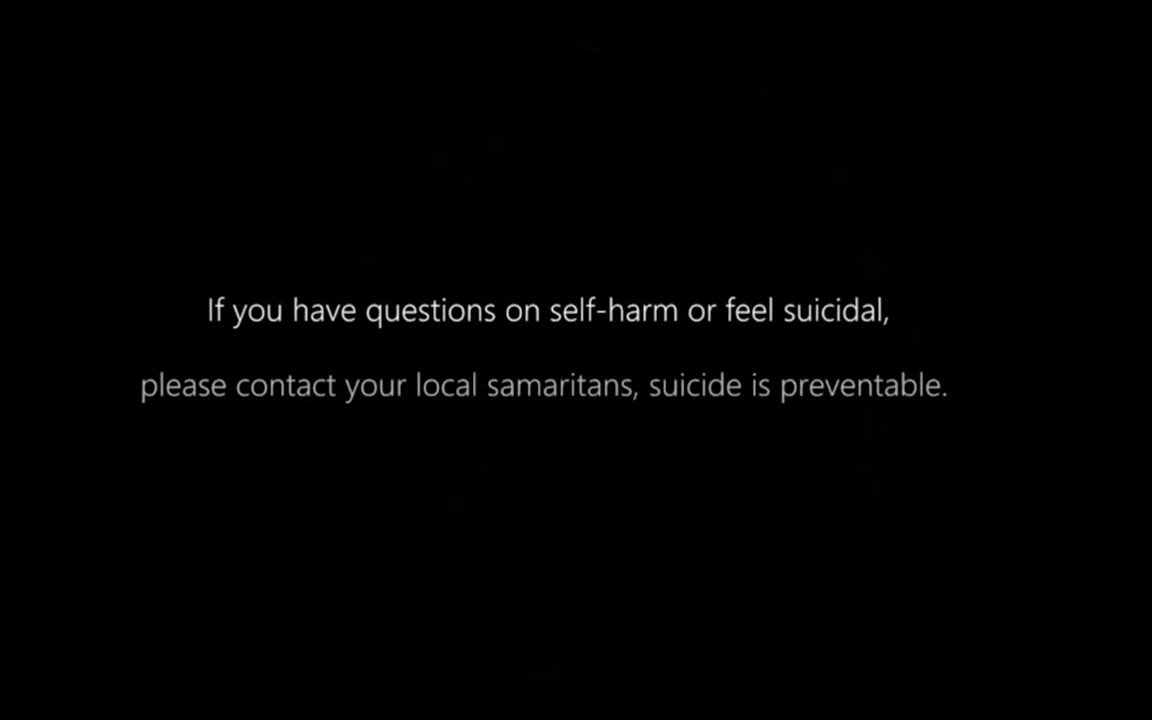 If you have questions on self-harm or feel suicidal,
please contact your local samaritans, suicide is preventable.